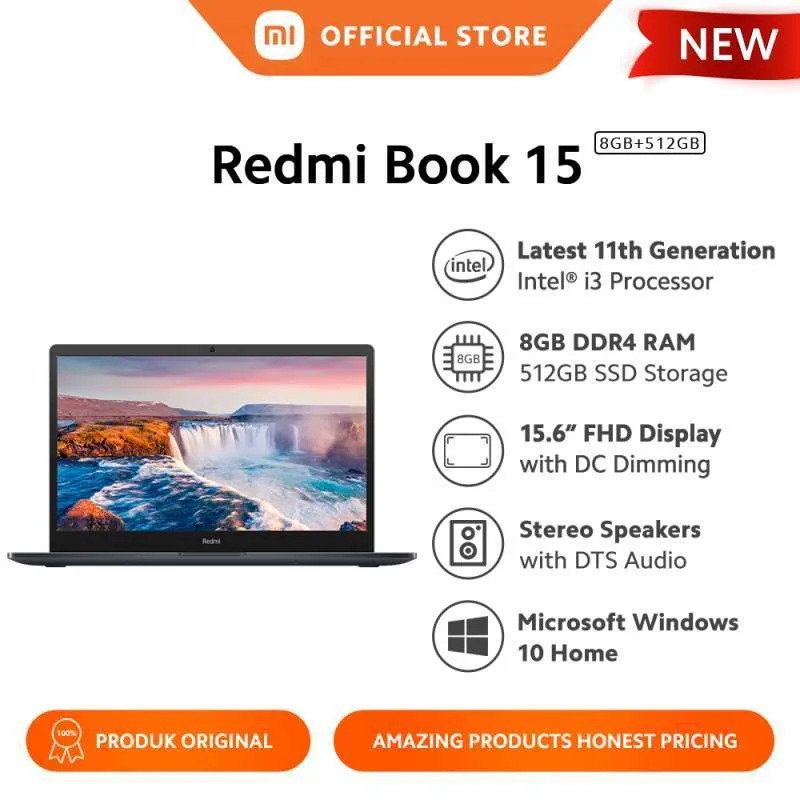 mi OFFICIAL STORE
NEW
Redmi Book 15 8GB+512GB
intel
Latest 11th Generation
Intel® i3 Processor
8GB
8GB DDR4 RAM
512GB SSD Storage
15.6” FHD Display
with DC Dimming
Redmi
Stereo Speakers
with DTS Audio
Microsoft Windows
10 Home
100%
PRODUK ORIGINAL
AMAZING PRODUCTS HONEST PRICING